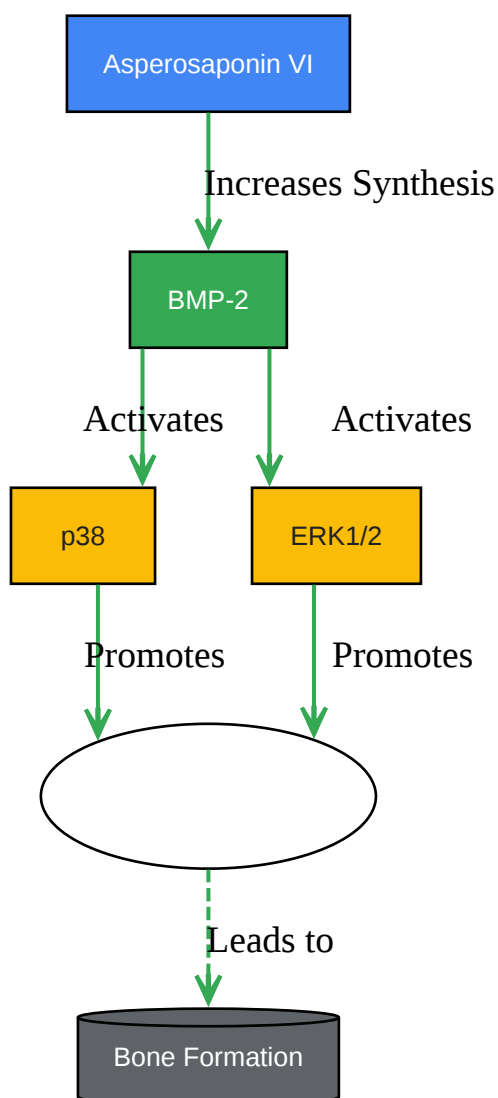 Asperosaponin VI
Increases Synthesis
BMP-2
Activates
Activates
p38
ERK1/2
Promotes
Promotes
Leads to
Bone Formation